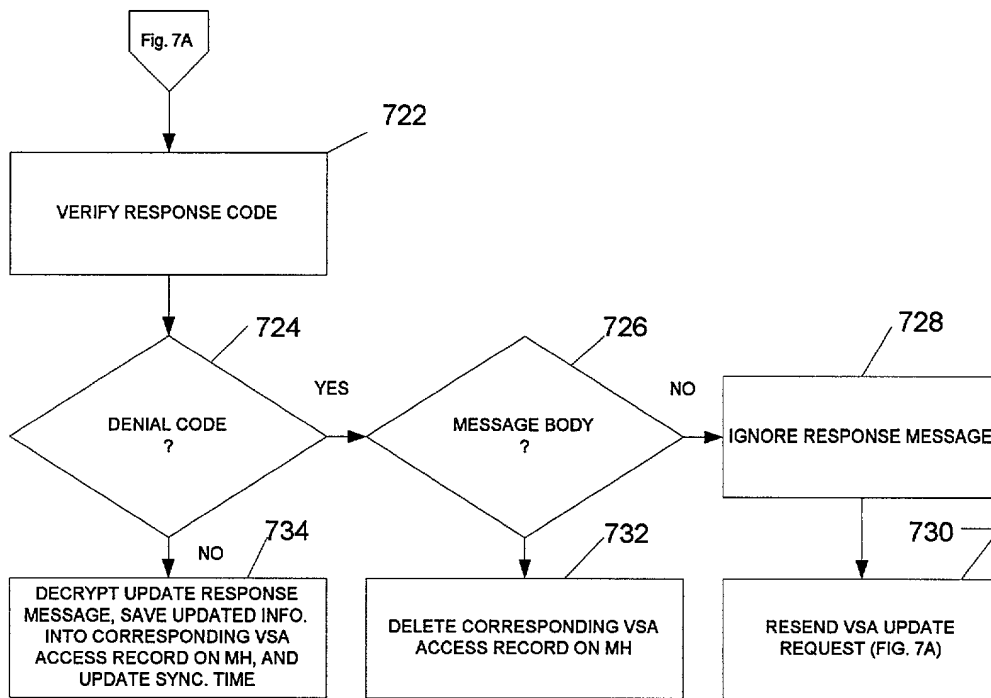 Fig. 7A
722
VERIFY RESPONSE CODE
724
DENIAL CODE
?
YES
726
MESSAGE BODY
?
NO
728
IGNORE RESPONSE MESSAGE
NO
734
DECRYPT UPDATE RESPONSE
MESSAGE, SAVE UPDATED INFO.
INTO CORRESPONDING VSA
ACCESS RECORD ON MH, AND
UPDATE SYNC. TIME
732
DELETE CORRESPONDING VSA
ACCESS RECORD ON MH
730
RESEND VSA UPDATE
REQUEST (FIG. 7A)